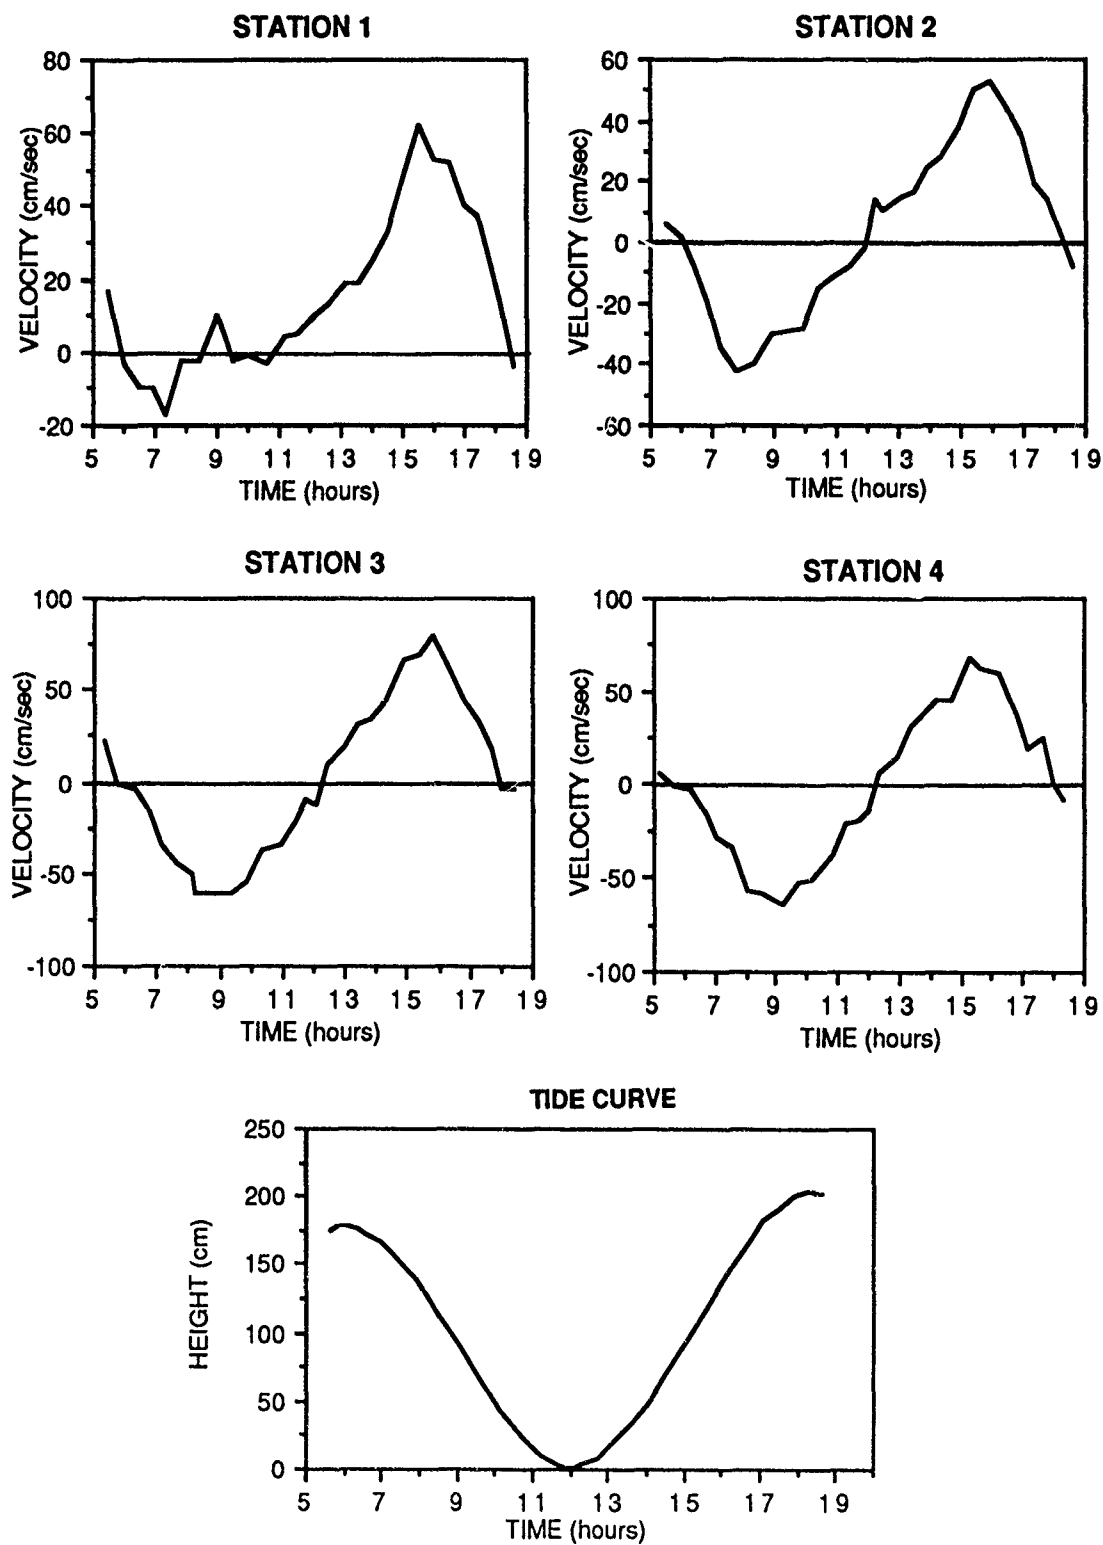 STATION 1
80
60
40
20
0
-20
VELOCITY (cm/sec)
5 7 9 11 13 15 17 19
TIME (hours)
STATION 2
60
40
20
0
-20
-40
-60
VELOCITY (cm/sec)
5 7 9 11 13 15 17 19
TIME (hours)
STATION 3
100
50
0
-50
-100
VELOCITY (cm/sec)
5 7 9 11 13 15 17 19
TIME (hours)
STATION 4
100
50
0
-50
-100
VELOCITY (cm/sec)
5 7 9 11 13 15 17 19
TIME (hours)
TIDE CURVE
250
200
150
100
50
0
HEIGHT (cm)
5 7 9 11 13 15 17 19
TIME (hours)